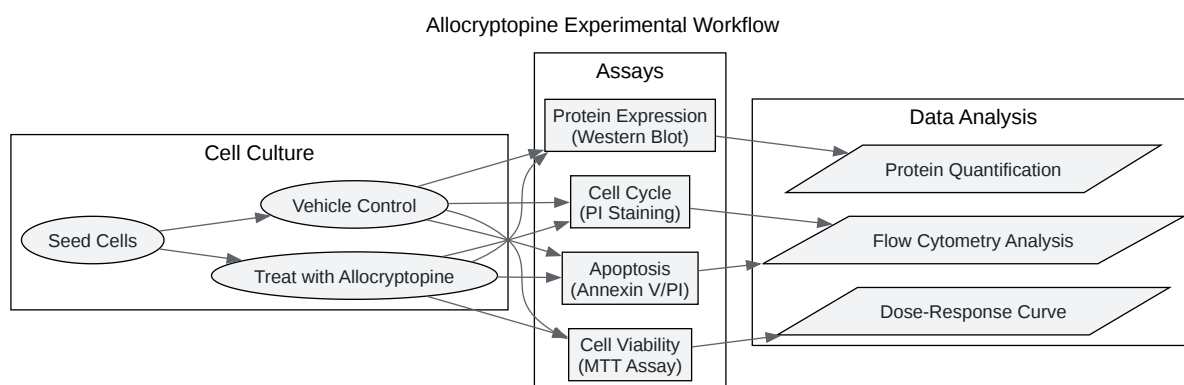 Allocryptopine Experimental Workflow
Cell Culture
Seed Cells
Vehicle Control
Treat with Allocryptopine
Assays
Protein Expression
(Western Blot)
Cell Cycle
(PI Staining)
Apoptosis
(Annexin V/PI)
Cell Viability
(MTT Assay)
Data Analysis
Protein Quantification
Flow Cytometry Analysis
Dose-Response Curve